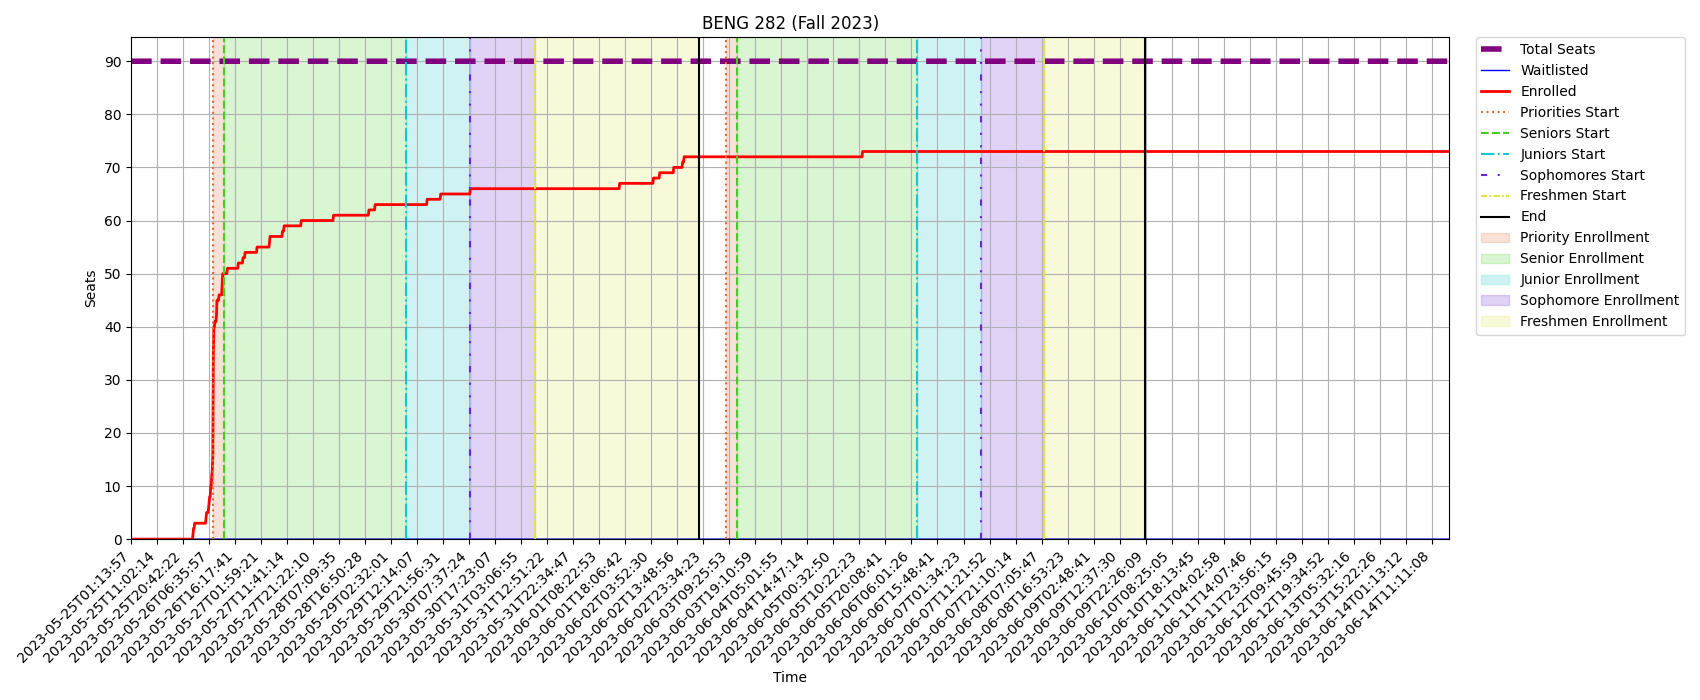 BENG 282 (Fall 2023)
Total Seats
Waitlisted
Enrolled
Priorities Start
Seniors Start
Juniors Start
Sophomores Start
Freshmen Start
End
Priority Enrollment
Senior Enrollment
Junior Enrollment
Sophomore Enrollment
Freshmen Enrollment
Seats
90
80
70
60
50
40
30
20
10
0
2023-05-25T01:13:57
2023-05-25T11:02:14
2023-05-25T20:42:22
2023-05-26T06:35:57
2023-05-26T16:17:41
2023-05-27T01:59:21
2023-05-27T11:41:14
2023-05-27T21:22:10
2023-05-28T07:09:35
2023-05-28T16:50:28
2023-05-29T02:32:01
2023-05-29T12:14:07
2023-05-29T21:56:31
2023-05-30T07:37:24
2023-05-30T17:23:07
2023-05-31T03:06:55
2023-05-31T12:51:22
2023-05-31T22:34:47
2023-06-01T08:22:53
2023-06-01T18:06:42
2023-06-02T03:52:30
2023-06-02T13:48:56
2023-06-02T23:34:23
2023-06-03T09:25:53
2023-06-03T19:10:59
2023-06-04T05:01:55
2023-06-04T14:47:14
2023-06-05T00:32:50
2023-06-05T10:22:23
2023-06-05T20:08:41
2023-06-06T06:01:26
2023-06-06T15:48:41
2023-06-07T01:34:23
2023-06-07T11:21:52
2023-06-07T21:10:14
2023-06-08T07:05:47
2023-06-08T16:53:23
2023-06-09T02:48:41
2023-06-09T12:37:30
2023-06-09T22:26:09
2023-06-10T08:25:05
2023-06-10T18:13:45
2023-06-11T04:02:58
2023-06-11T14:07:46
2023-06-11T23:56:15
2023-06-12T09:45:59
2023-06-12T19:34:52
2023-06-13T05:32:16
2023-06-13T15:22:26
2023-06-14T01:13:12
2023-06-14T11:11:08
Time